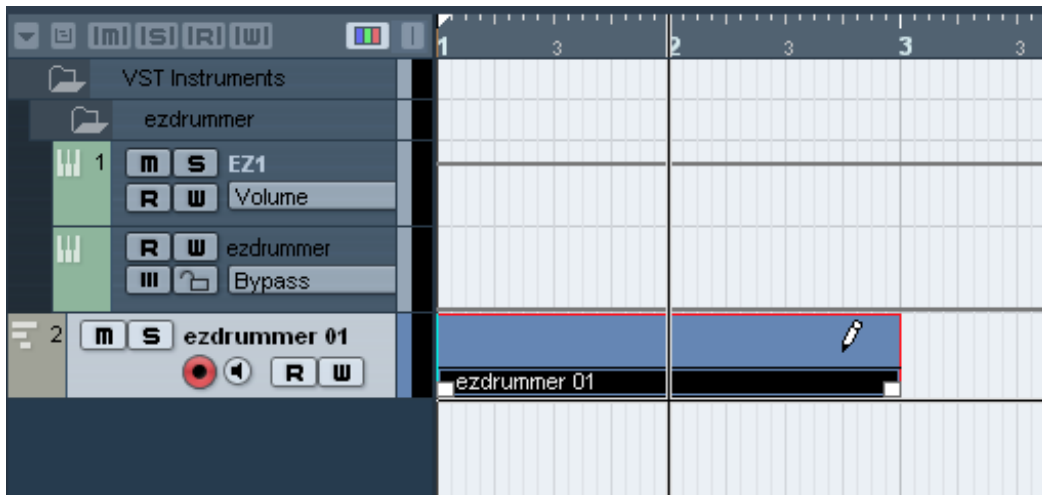 M S R W
1 3 2 3 3 3
VST Instruments
ezdrummer
1 m S EZ1
R W Volume
R W ezdrummer
Bypass
2 m S ezdrummer 01
R W
ezdrummer 01